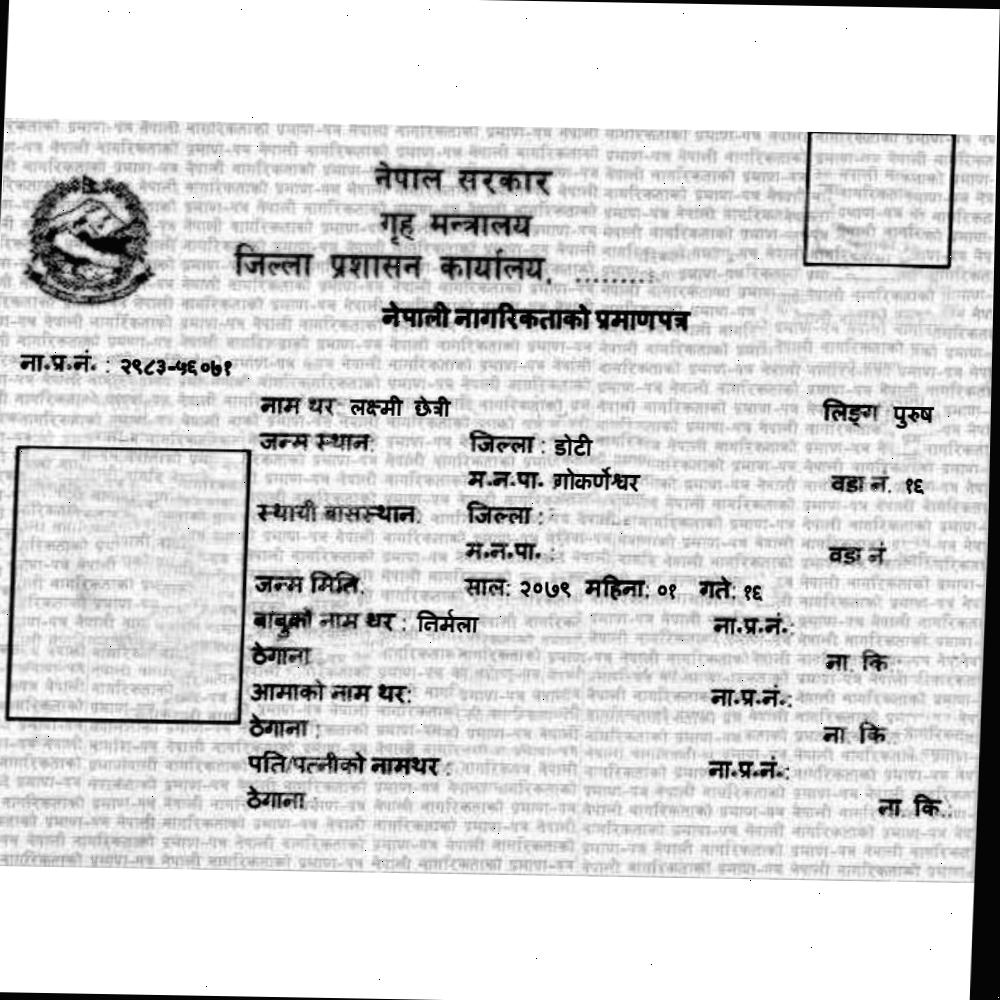 नेपाल सरकार
गृह मन्त्रालय
जिल्ला प्रशासन कार्यालय, .........
नेपाली नागरिकताको प्रमाणपत्र
ना.प्र.नं. : २९८३-५६०७१
नाम थर: लक्ष्मी छेत्री लिङ्ग पुरुष
जन्म स्थान: जिल्ला : डोटी
म.न.पा. गोकर्णेश्वर वडा नं. १६
स्थायी बासस्थान: जिल्ला :
म.न.पा. : वडा नं
जन्म मिति: साल: २०७९ महिना: ०१ गते: १६
बाबुको नाम थर : निर्मला ना.प्र.नं.:
ठेगाना ना. कि.:
आमाको नाम थर: ना.प्र.नं.:
ठेगाना : ना. कि.:
पति/पत्नीको नामथर : ना.प्र.नं.:
ठेगाना : ना. कि.: